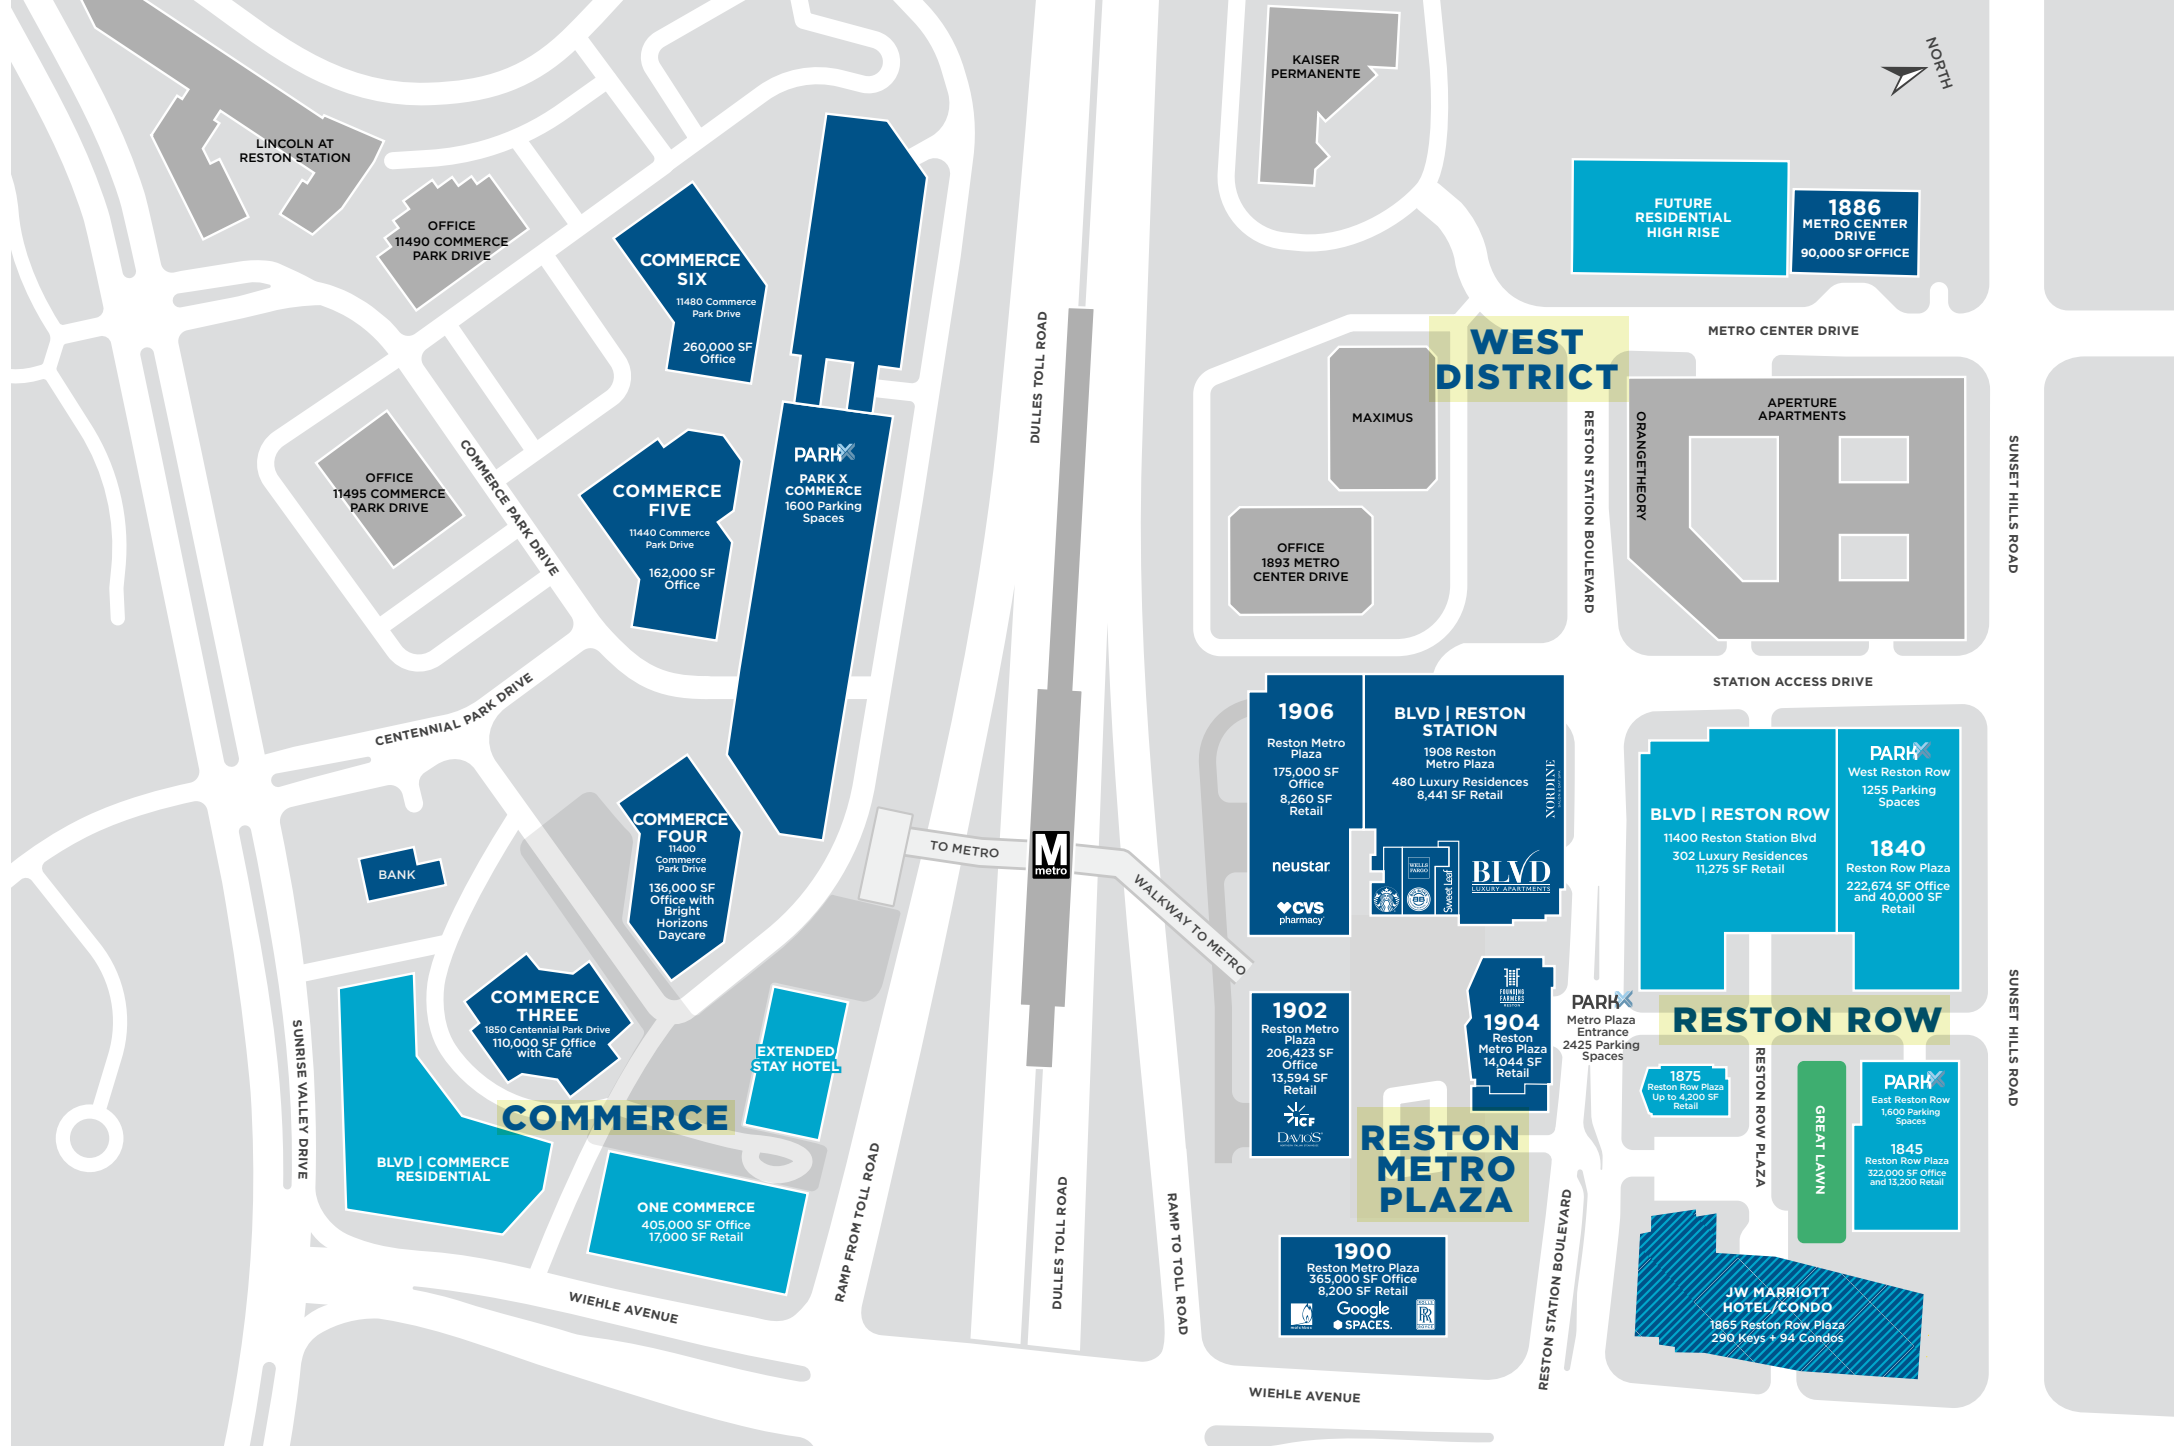 NORTH
KAISER
PERMANENTE
LINCOLN AT
RESTON STATION
OFFICE
11490 COMMERCE
PARK DRIVE
COMMERCE
SIX
11480 Commerce
Park Drive
260,000 SF
Office
FUTURE
RESIDENTIAL
HIGH RISE
1886
METRO CENTER
DRIVE
90,000 SF OFFICE
METRO CENTER DRIVE
WEST
DISTRICT
DULLES TOLL ROAD
MAXIMUS
APERTURE
APARTMENTS
ORANGETHEORY
RESTON STATION BOULEVARD
SUNSET HILLS ROAD
OFFICE
11495 COMMERCE
PARK DRIVE
COMMERCE PARK DRIVE
COMMERCE
FIVE
11440 Commerce
Park Drive
162,000 SF
Office
PARKX
PARK X
COMMERCE
1600 Parking
Spaces
OFFICE
1893 METRO
CENTER DRIVE
STATION ACCESS DRIVE
CENTENNIAL PARK DRIVE
1906
Reston Metro
Plaza
175,000 SF
Office
8,260 SF
Retail
neustar
CVS
pharmacy
BLVD | RESTON
STATION
1908 Reston
Metro Plaza
480 Luxury Residences
8,441 SF Retail
NORDINE
WELLS
FARGO
Sweet Leaf
BLVD
LUXURY APARTMENTS
BLVD | RESTON ROW
11400 Reston Station Blvd
302 Luxury Residences
11,275 SF Retail
PARKX
West Reston Row
1255 Parking
Spaces
1840
Reston Row Plaza
222,674 SF Office
and 40,000 SF
Retail
COMMERCE
FOUR
11400
Commerce
Park Drive
136,000 SF
Office with
Bright
Horizons
Daycare
BANK
TO METRO
M
metro
WALKWAY TO METRO
COMMERCE
THREE
1850 Centennial Park Drive
110,000 SF Office
with Café
EXTENDED
STAY HOTEL
1902
Reston Metro
Plaza
206,423 SF
Office
13,594 SF
Retail
ICF
DAVIO'S
FOUNDING
FARMERS
RESTON
1904
Reston
Metro Plaza
14,044 SF
Retail
PARKX
Metro Plaza
Entrance
2425 Parking
Spaces
RESTON ROW
SUNSET HILLS ROAD
1875
Reston Row Plaza
Up to 4,200 SF
Retail
RESTON ROW PLAZA
GREAT LAWN
PARKX
East Reston Row
1,600 Parking
Spaces
1845
Reston Row Plaza
322,000 SF Office
and 13,200 Retail
SUNRISE VALLEY DRIVE
COMMERCE
BLVD | COMMERCE
RESIDENTIAL
ONE COMMERCE
405,000 SF Office
17,000 SF Retail
RAMP FROM TOLL ROAD
DULLES TOLL ROAD
RAMP TO TOLL ROAD
RESTON
METRO
PLAZA
RESTON STATION BOULEVARD
1900
Reston Metro Plaza
365,000 SF Office
8,200 SF Retail
Google
SPACES.
ROLLS
RR
ROYCE
JW MARRIOTT
HOTEL/CONDO
1865 Reston Row Plaza
290 Keys + 94 Condos
WIEHLE AVENUE
WIEHLE AVENUE